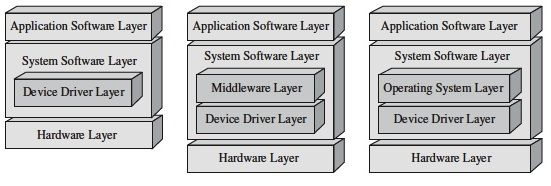 Application Software Layer
System Software Layer
Device Driver Layer
Hardware Layer
Application Software Layer
System Software Layer
Middleware Layer
Device Driver Layer
Hardware Layer
Application Software Layer
System Software Layer
Operating System Layer
Device Driver Layer
Hardware Layer